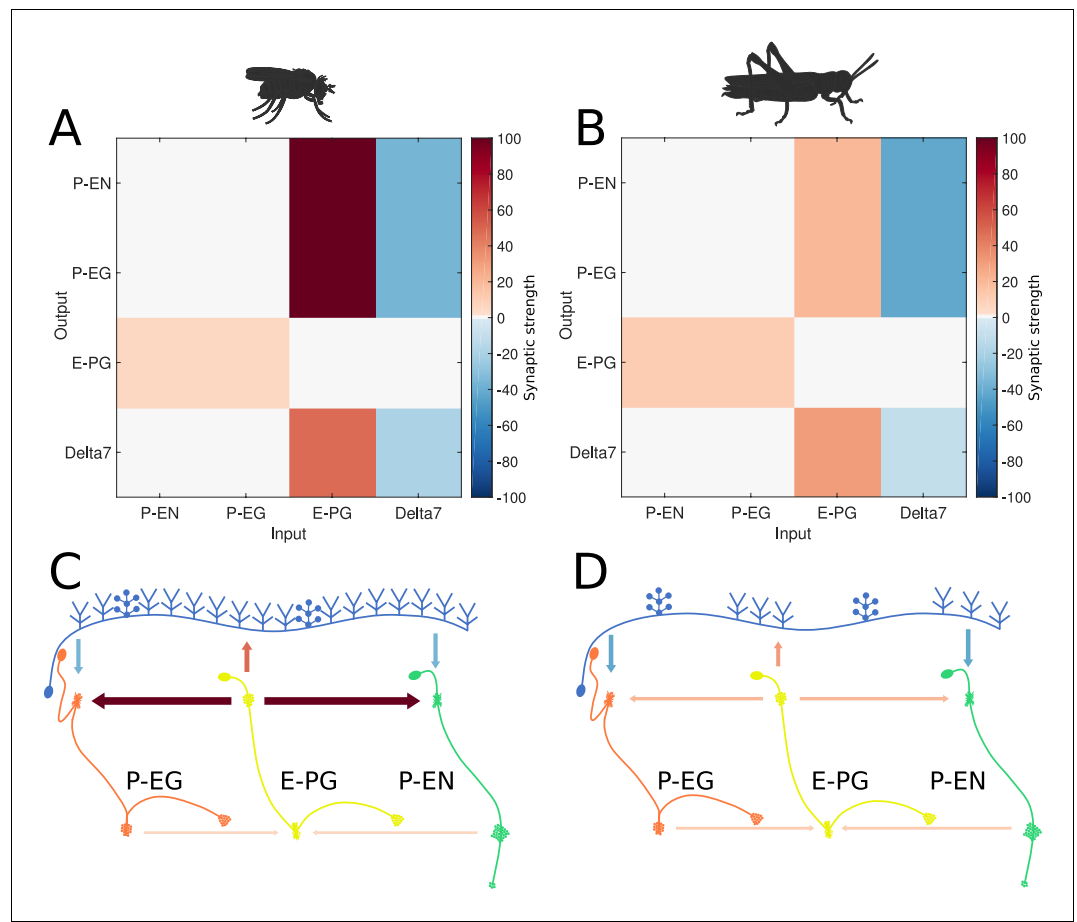 A
P-EN
P-EG
E-PG
Delta7
Output
P-EN P-EG E-PG Delta7
Input
100
80
60
40
20
0
-20
-40
-60
-80
-100
Synaptic strength
B
P-EN
P-EG
E-PG
Delta7
Output
P-EN P-EG E-PG Delta7
Input
100
80
60
40
20
0
-20
-40
-60
-80
-100
Synaptic strength
C
P-EG E-PG P-EN
D
P-EG E-PG P-EN